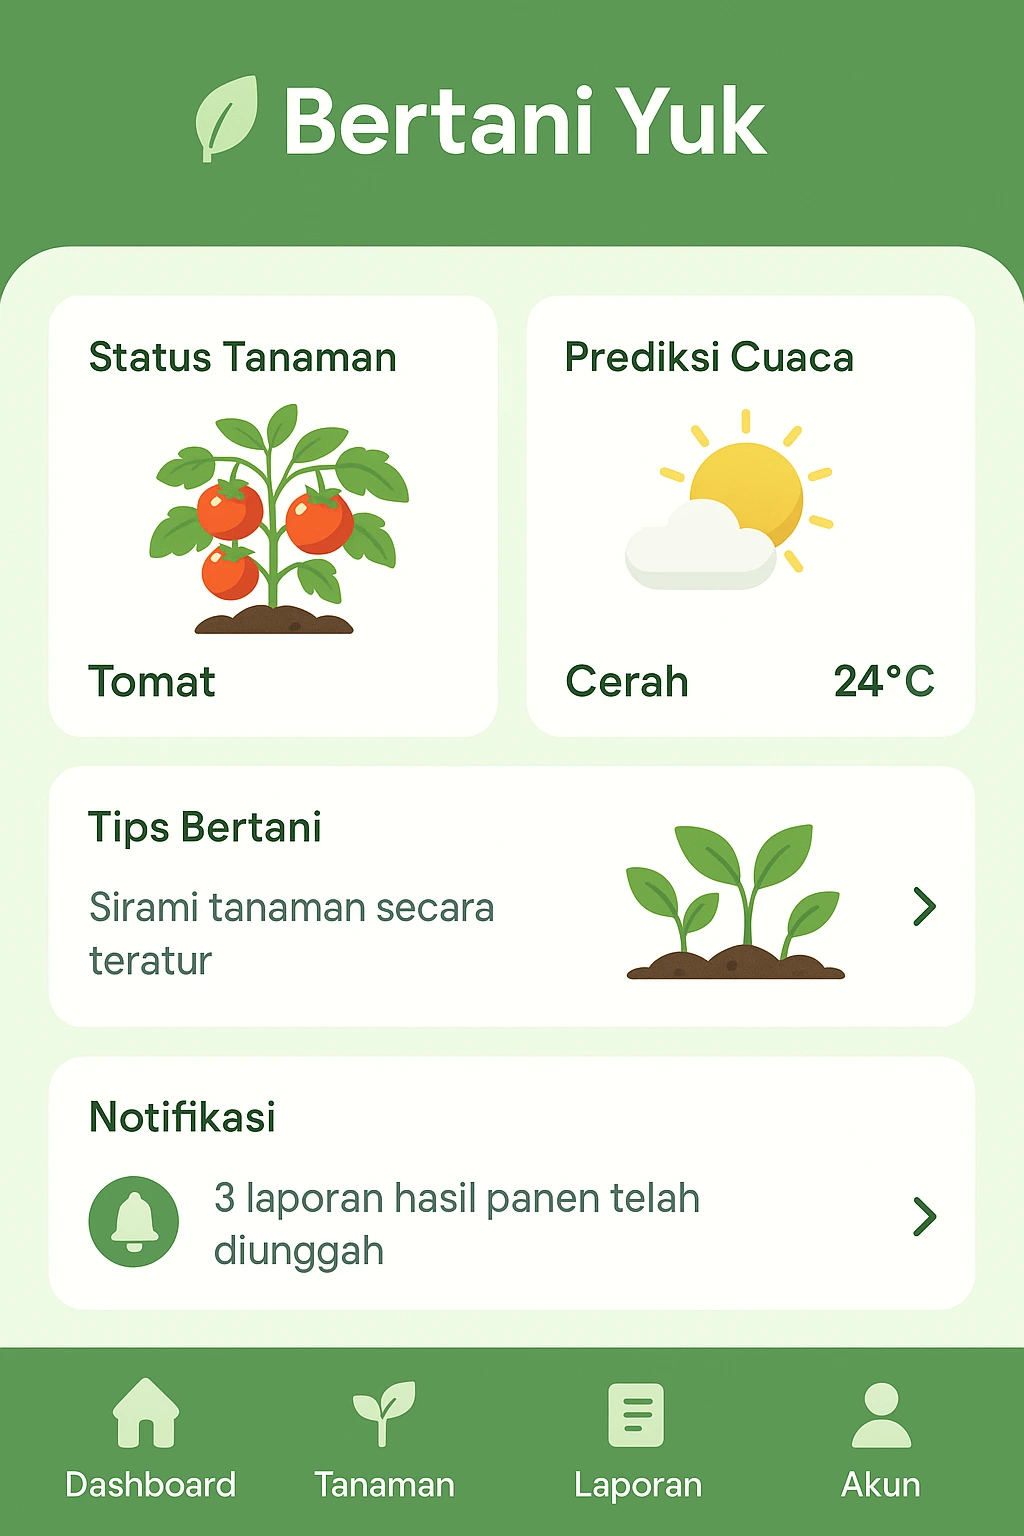 Bertani Yuk
Status Tanaman
Tomat
Prediksi Cuaca
Cerah 24°C
Tips Bertani
Sirami tanaman secara
teratur
Notifikasi
3 laporan hasil panen telah
diunggah
Dashboard Tanaman Laporan Akun